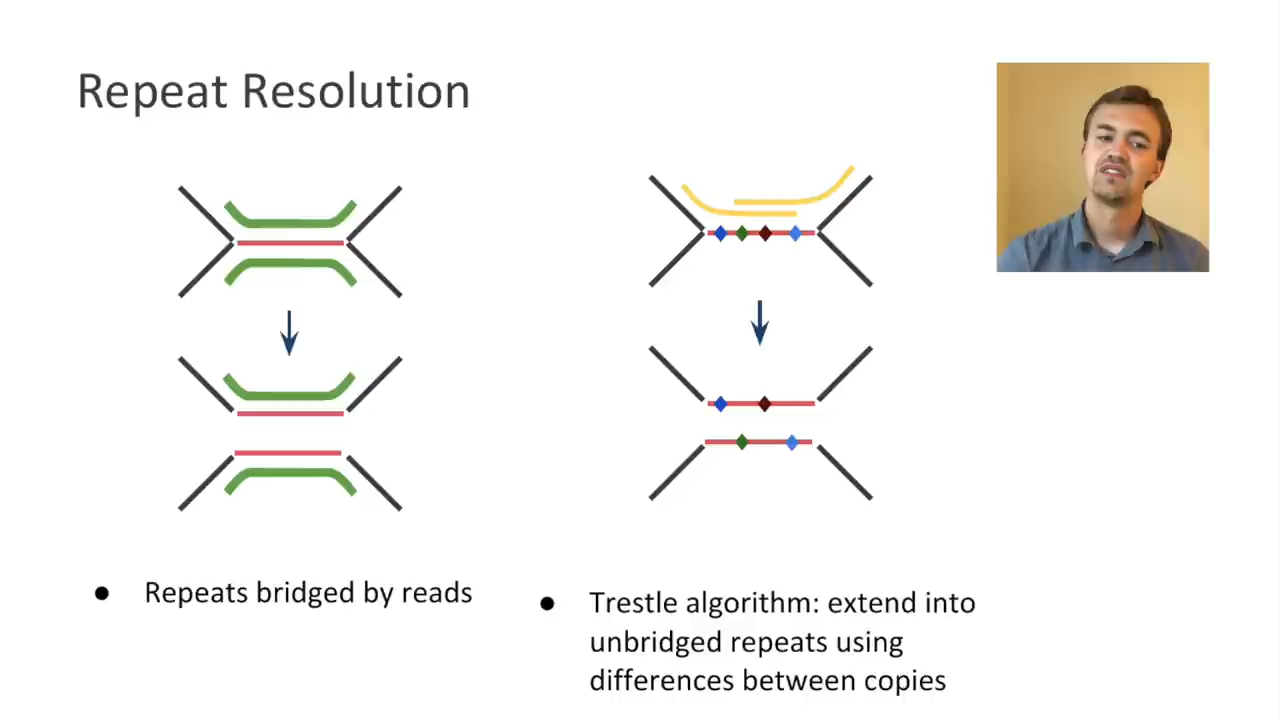 Repeat Resolution
● Repeats bridged by reads
● Trestle algorithm: extend into
unbridged repeats using
differences between copies